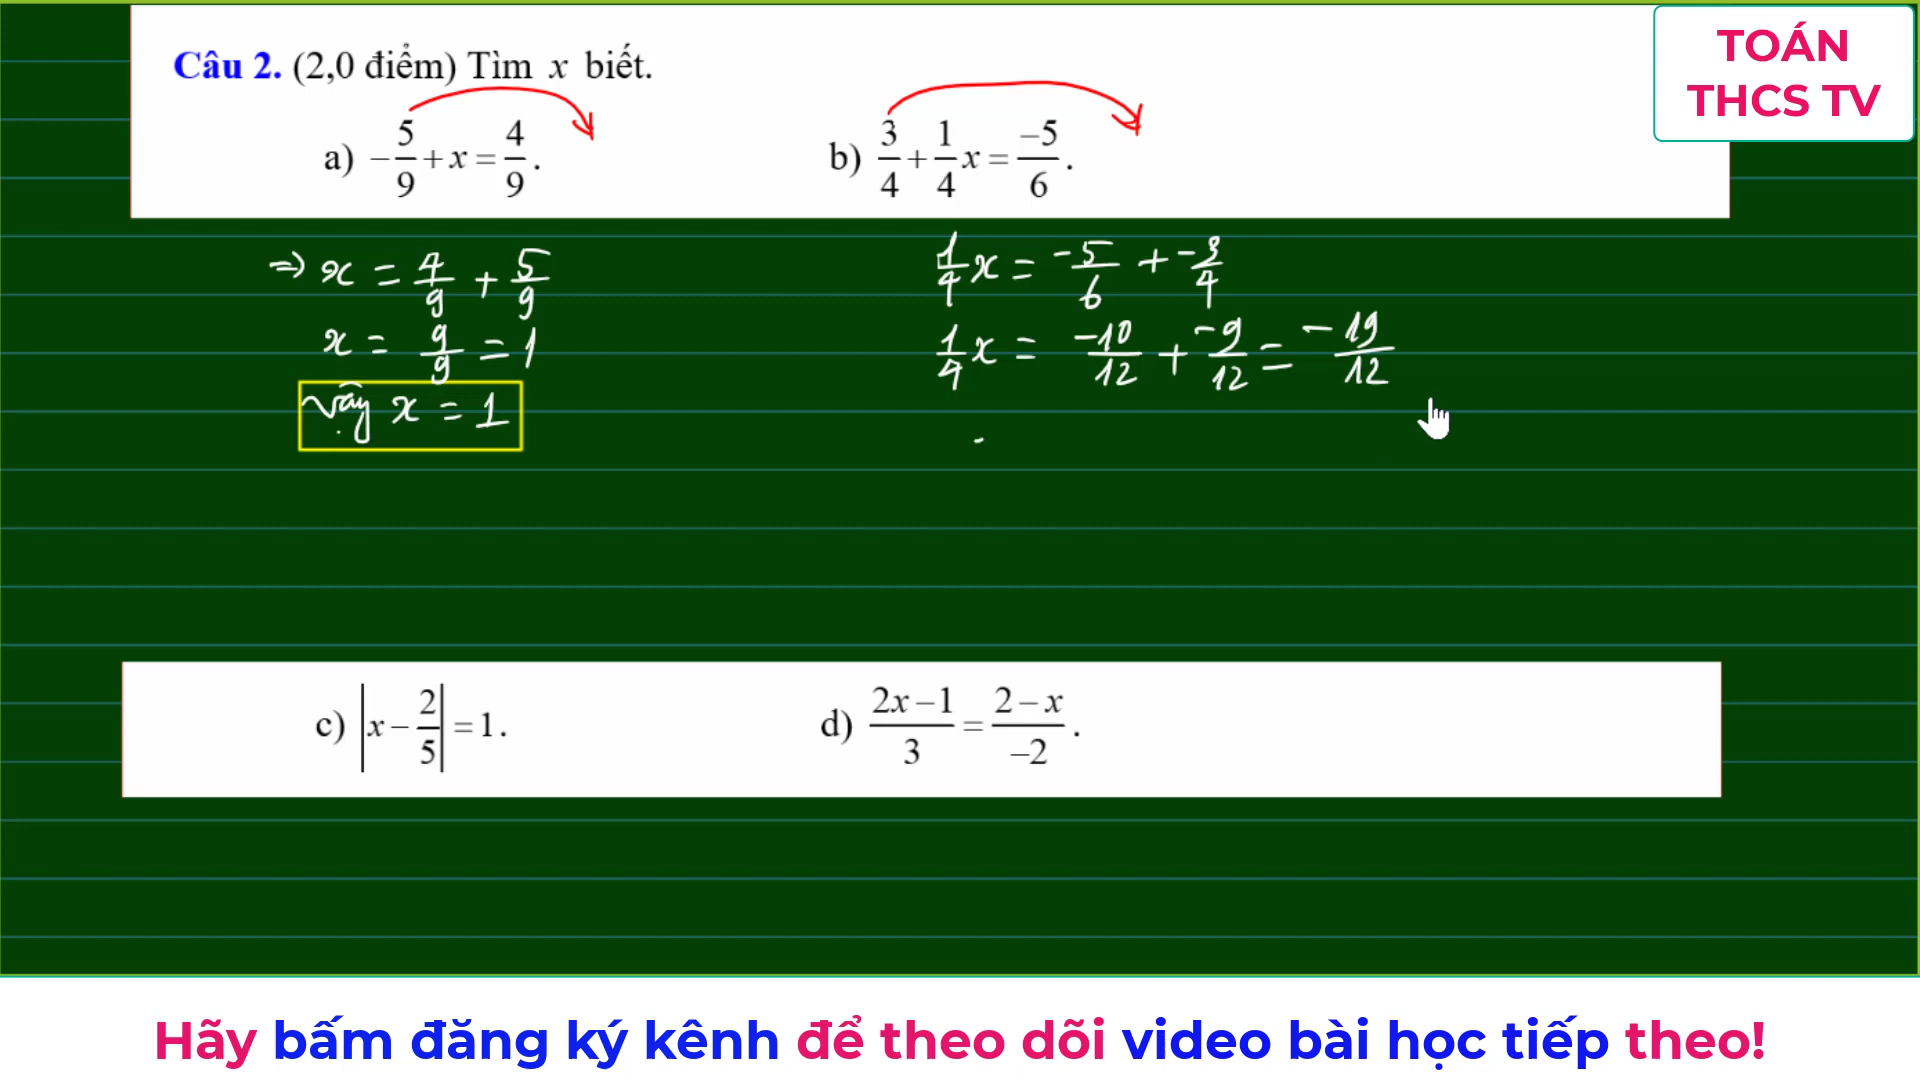 TOÁN
THCS TV
Câu 2. (2,0 điểm) Tìm x biết.
a) −5/9 + x = 4/9.
b) 3/4 + 1/4 x = −5/6.
=> x = 4/9 + 5/9
x = 9/9 = 1
Vậy x = 1
1/4 x = -5/6 + -3/4
1/4 x = -10/12 + -9/12 = -19/12
c) |x − 2/5| = 1.
d) 2x−1/3 = 2−x/−2.
Hãy bấm đăng ký kênh để theo dõi video bài học tiếp theo!